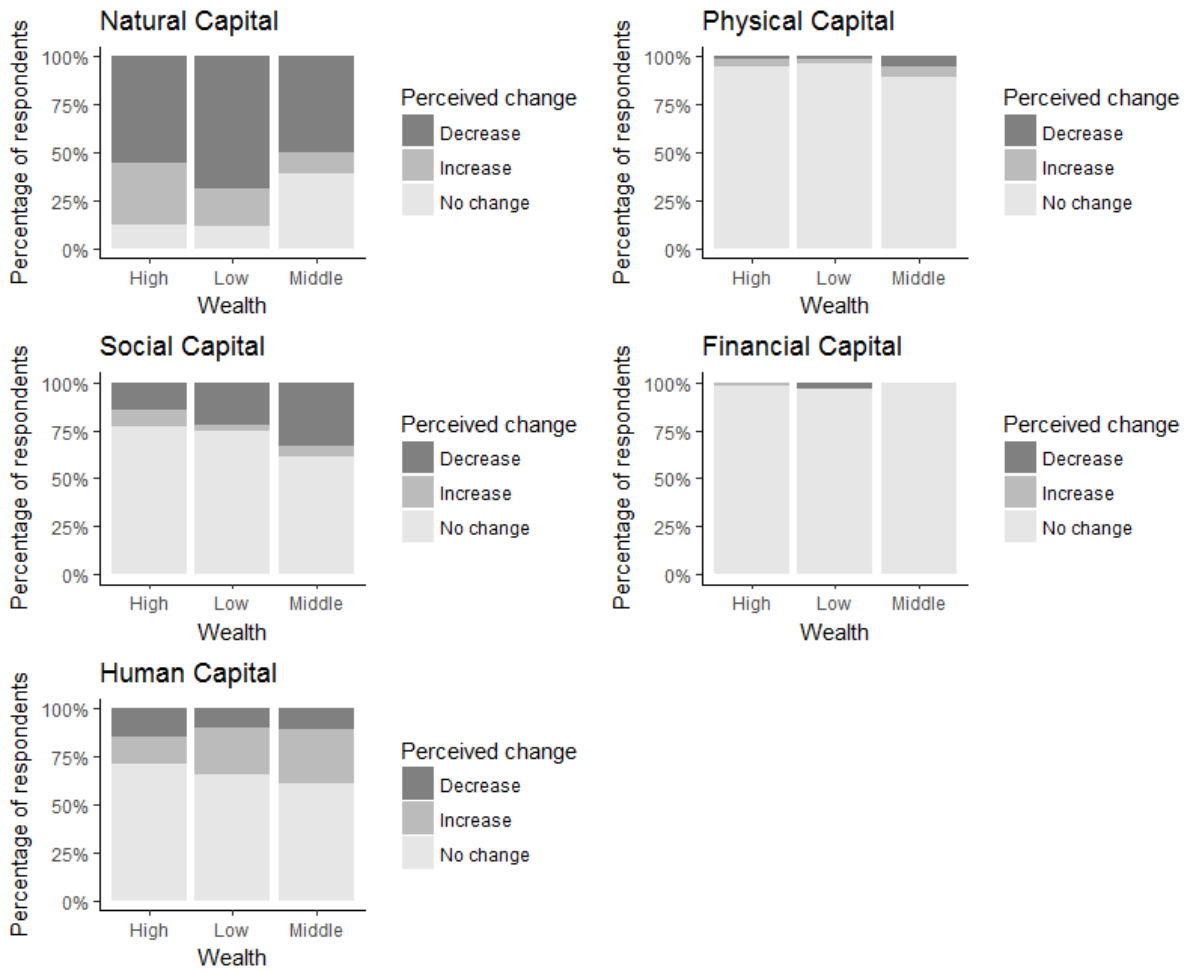 Natural Capital
Percentage of respondents
100%
75%
50%
25%
0%
High Low Middle
Wealth
Perceived change
Decrease
Increase
No change
Physical Capital
Percentage of respondents
100%
75%
50%
25%
0%
High Low Middle
Wealth
Perceived change
Decrease
Increase
No change
Social Capital
Percentage of respondents
100%
75%
50%
25%
0%
High Low Middle
Wealth
Perceived change
Decrease
Increase
No change
Financial Capital
Percentage of respondents
100%
75%
50%
25%
0%
High Low Middle
Wealth
Perceived change
Decrease
Increase
No change
Human Capital
Percentage of respondents
100%
75%
50%
25%
0%
High Low Middle
Wealth
Perceived change
Decrease
Increase
No change